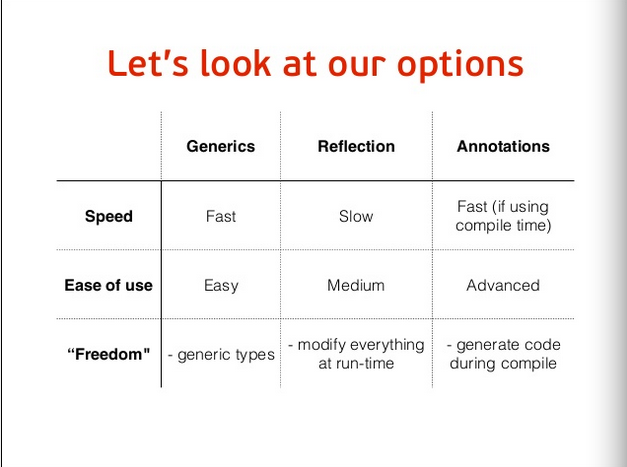 Let's look at our options
Generics Reflection Annotations
Speed Fast Slow Fast (if using
compile time)
Ease of use Easy Medium Advanced
“Freedom" - generic types - modify everything
at run-time - generate code
during compile